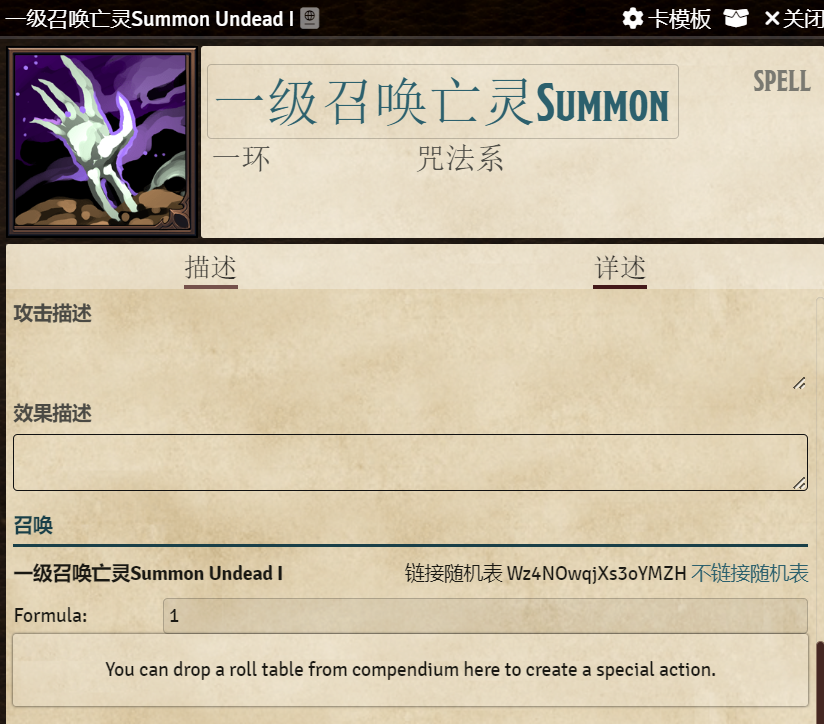 一级召唤亡灵Summon Undead I 卡模板 ×关闭
一级召唤亡灵Summon SPELL
一环 咒法系
描述 详述
攻击描述
效果描述
召唤
一级召唤亡灵Summon Undead I 链接随机表 Wz4NOwqjXs3oYMZH 不链接随机表
Formula: 1
You can drop a roll table from compendium here to create a special action.